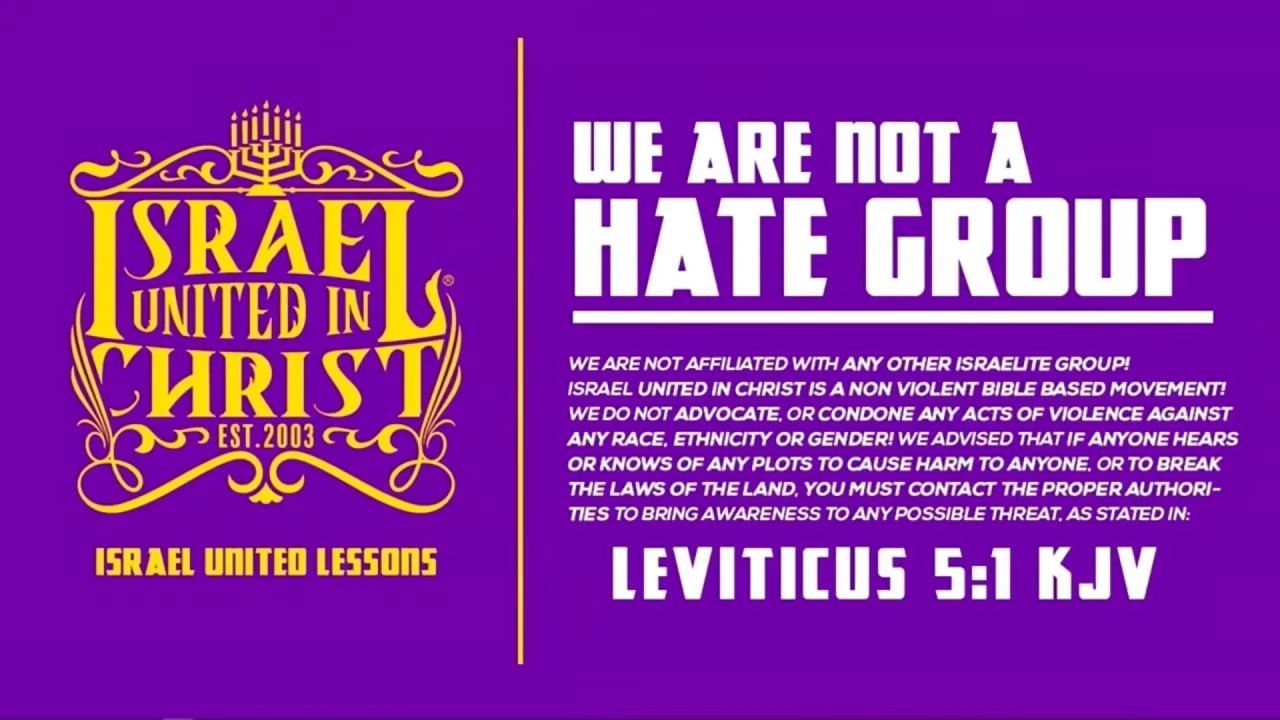 ISRAEL
UNITED IN
CHRIST
EST.2003
®
ISRAEL UNITED LESSONS
WE ARE NOT A
HATE GROUP
WE ARE NOT AFFILIATED WITH ANY OTHER ISRAELITE GROUP!
ISRAEL UNITED IN CHRIST IS A NON VIOLENT BIBLE BASED MOVEMENT!
WE DO NOT ADVOCATE, OR CONDONE ANY ACTS OF VIOLENCE AGAINST
ANY RACE, ETHNICITY OR GENDER! WE ADVISED THAT IF ANYONE HEARS
OR KNOWS OF ANY PLOTS TO CAUSE HARM TO ANYONE, OR TO BREAK
THE LAWS OF THE LAND, YOU MUST CONTACT THE PROPER AUTHORI-
TIES TO BRING AWARENESS TO ANY POSSIBLE THREAT, AS STATED IN:
LEVITICUS 5:1 KJV